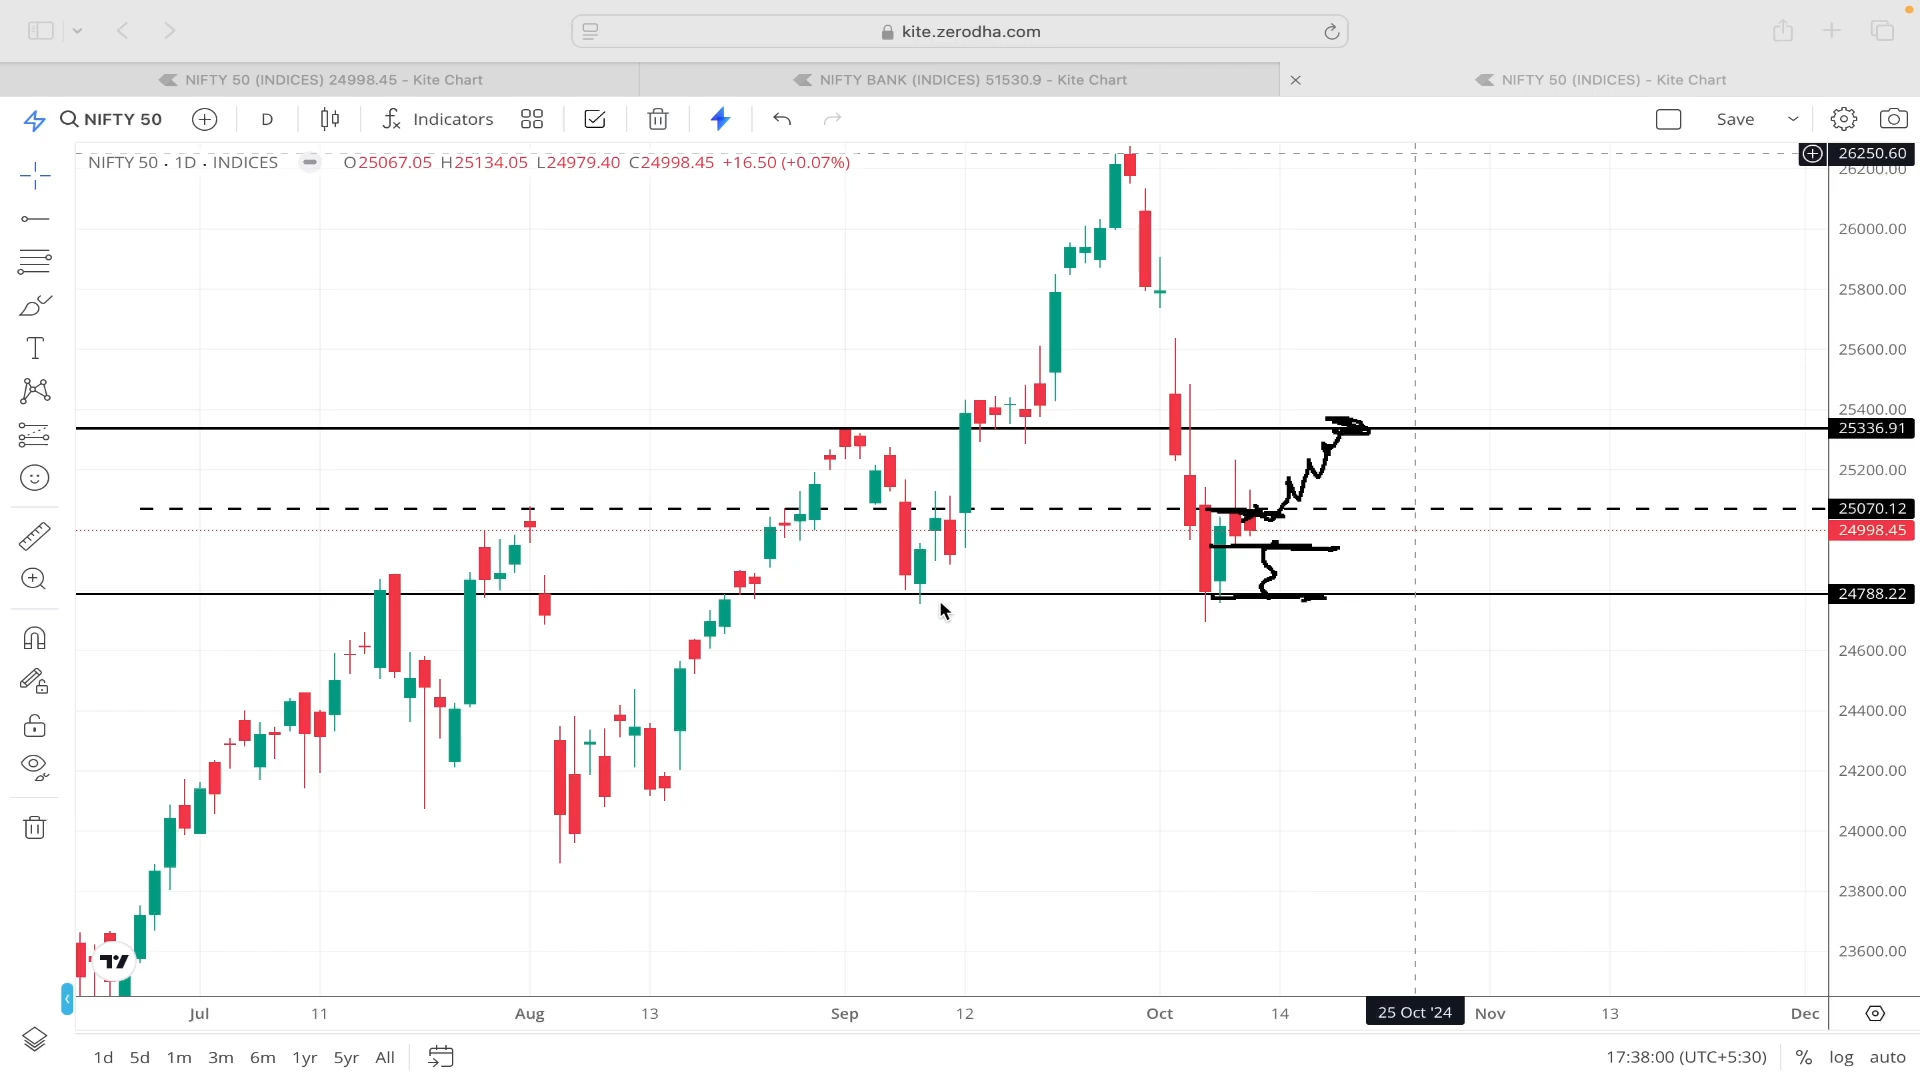 kite.zerodha.com
NIFTY 50 (INDICES) 24998.45 - Kite Chart
NIFTY BANK (INDICES) 51530.9 - Kite Chart
NIFTY 50 (INDICES) - Kite Chart
NIFTY 50
D
Indicators
Save
NIFTY 50 · 1D · INDICES
O25067.05 H25134.05 L24979.40 C24998.45 +16.50 (+0.07%)
26250.60
26200.00
26000.00
25800.00
25600.00
25400.00
25336.91
25200.00
25070.12
24998.45
24788.22
24600.00
24400.00
24200.00
24000.00
23800.00
23600.00
Jul
11
Aug
13
Sep
12
Oct
14
25 Oct '24
Nov
13
Dec
1d 5d 1m 3m 6m 1yr 5yr All
17:38:00 (UTC+5:30)
%
log
auto